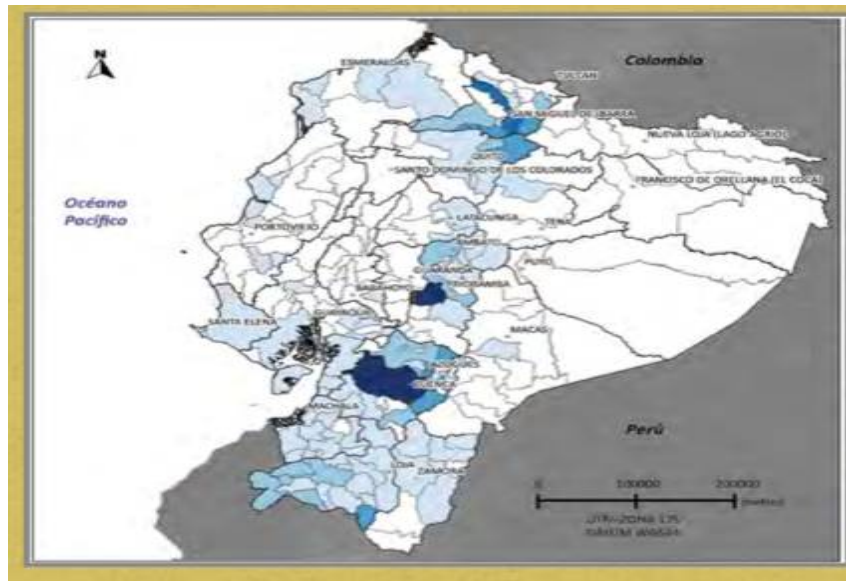 N
Colombia
ESMERALDAS
TULCAN
SAN MIGUEL DE IBARRA
NUEVA LOJA (LAGO AGRIO)
QUITO
SANTO DOMINGO DE LOS COLORADOS
FRANCISCO DE ORELLANA (EL COCA)
Océano
Pacífico
PORTOVIEJO
LATACUNGA
TENA
AMBATO
PUYO
GUARANDA
RIOBAMBA
BABAHOYO
SANTA ELENA
MACAS
CUENCA
MACHALA
Perú
LOJA
ZAMORA
0 100000 200000